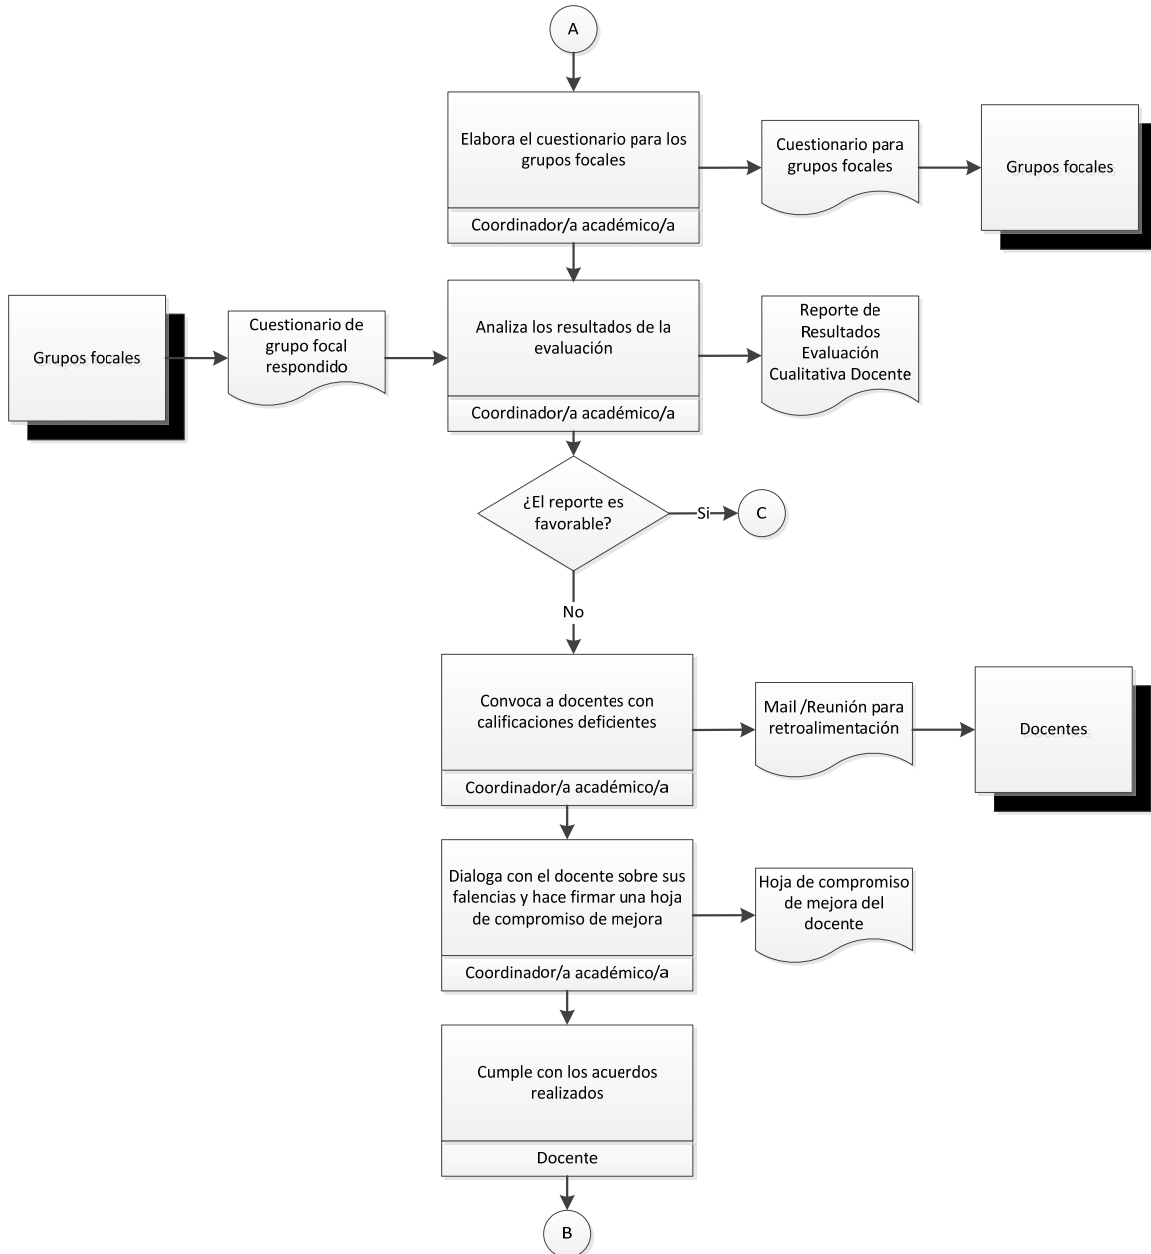 A
Elabora el cuestionario para los
grupos focales
Coordinador/a académico/a
Cuestionario para
grupos focales
Grupos focales
Grupos focales
Cuestionario de
grupo focal
respondido
Analiza los resultados de la
evaluación
Coordinador/a académico/a
Reporte de
Resultados
Evaluación
Cualitativa Docente
¿El reporte es
favorable?
Si
C
No
Convoca a docentes con
calificaciones deficientes
Coordinador/a académico/a
Mail /Reunión para
retroalimentación
Docentes
Dialoga con el docente sobre sus
falencias y hace firmar una hoja
de compromiso de mejora
Coordinador/a académico/a
Hoja de compromiso
de mejora del
docente
Cumple con los acuerdos
realizados
Docente
B